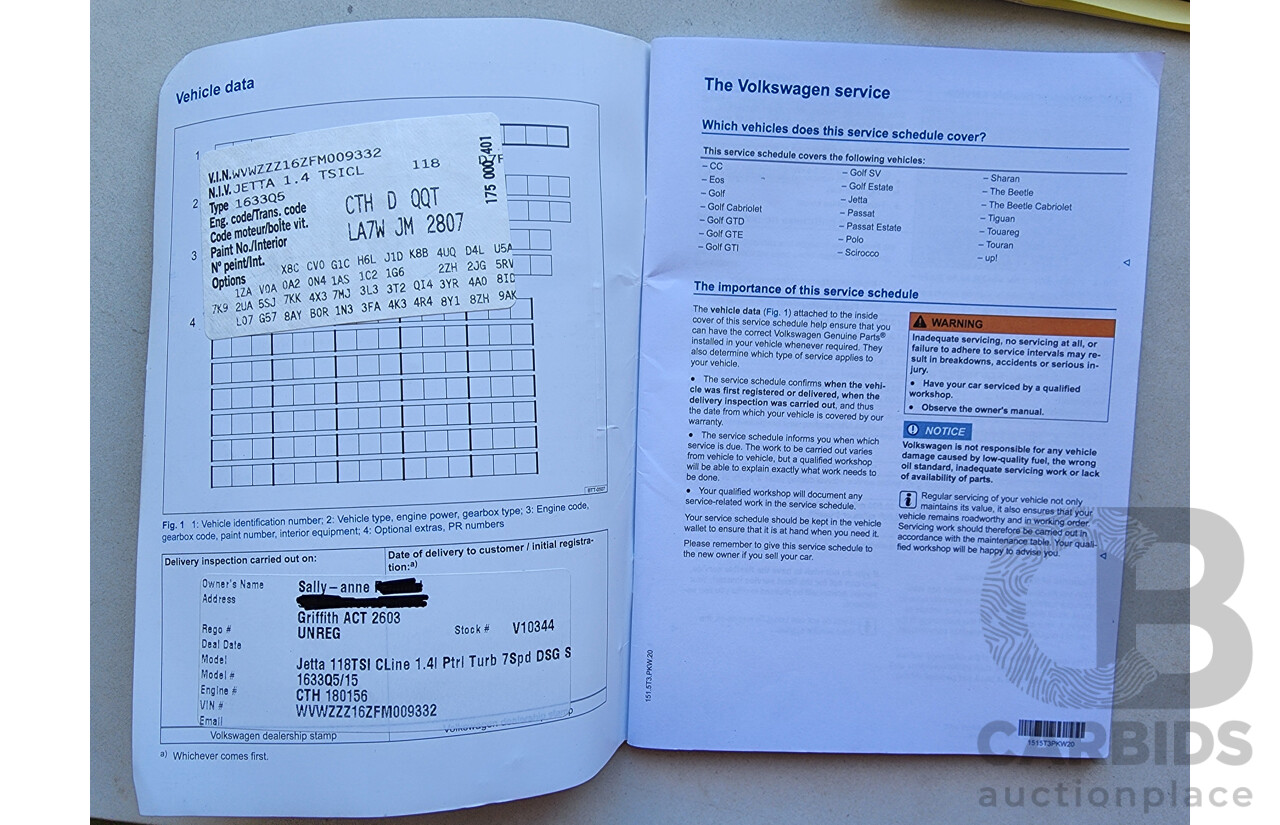 Vehicle data
1
2
3
4
V.I.N. WVWZZZ16ZFM009332
N.I.V. JETTA 1.4 TSICL 118
Type 1633Q5
Eng. code/Trans. code CTH D QQT
Code moteur/boîte vit.
Paint No./Interior LA7W JM 2807
N° peint/Int.
Options
X8C CV0 G1C H6L J1D K8B 4UQ D4L U5A
1ZA V0A 0A2 0N4 1AS 1C2 1G6 2ZH 2JG 5RV
7K9 2UA 5SJ 7KK 4X3 7MJ 3L3 3T2 QI4 3YR 4A0
L07 G57 8AY B0R 1N3 3FA 4K3 4R4 8Y1 8ZH 9AK
Fig. 1 1: Vehicle identification number; 2: Vehicle type, engine power, gearbox type; 3: Engine code,
gearbox code, paint number, interior equipment; 4: Optional extras, PR numbers
Delivery inspection carried out on:
Date of delivery to customer / initial registra-
tion:a)
Owner's Name Sally-anne
Address
Griffith ACT 2603
Rego # UNREG Stock # V10344
Deal Date
Model Jetta 118TSI CLine 1.4l Ptrl Turb 7Spd DSG S
Model # 1633Q5/15
Engine # CTH 180156
VIN # WVWZZZ16ZFM009332
Email
Volkswagen dealership stamp
Volkswagen dealership stamp
a) Whichever comes first.
The Volkswagen service
Which vehicles does this service schedule cover?
This service schedule covers the following vehicles:
– CC
– Eos
– Golf
– Golf Cabriolet
– Golf GTD
– Golf GTE
– Golf GTI
– Golf SV
– Golf Estate
– Jetta
– Passat
– Passat Estate
– Polo
– Scirocco
– Sharan
– The Beetle
– The Beetle Cabriolet
– Tiguan
– Touareg
– Touran
– up!
The importance of this service schedule
The vehicle data (Fig. 1) attached to the inside
cover of this service schedule help ensure that you
can have the correct Volkswagen Genuine Parts®
installed in your vehicle whenever required. They
also determine which type of service applies to
your vehicle.
● The service schedule confirms when the vehi-
cle was first registered or delivered, when the
delivery inspection was carried out, and thus
the date from which your vehicle is covered by our
warranty.
● The service schedule informs you when which
service is due. The work to be carried out varies
from vehicle to vehicle, but a qualified workshop
will be able to explain exactly what work needs to
be done.
● Your qualified workshop will document any
service-related work in the service schedule.
Your service schedule should be kept in the vehicle
wallet to ensure that it is at hand when you need it.
Please remember to give this service schedule to
the new owner if you sell your car.
WARNING
Inadequate servicing, no servicing at all, or
failure to adhere to service intervals may re-
sult in breakdowns, accidents or serious in-
jury.
● Have your car serviced by a qualified
workshop.
● Observe the owner's manual.
NOTICE
Volkswagen is not responsible for any vehicle
damage caused by low-quality fuel, the wrong
oil standard, inadequate servicing work or lack
of availability of parts.
Regular servicing of your vehicle not only
maintains its value, it also ensures that your
vehicle remains roadworthy and in working order.
Servicing work should therefore be carried out in
accordance with the maintenance table. Your quali-
fied workshop will be happy to advise you.
151.5T3.PKW.20
1515T3PKW20
CARBIDS
auctionplace